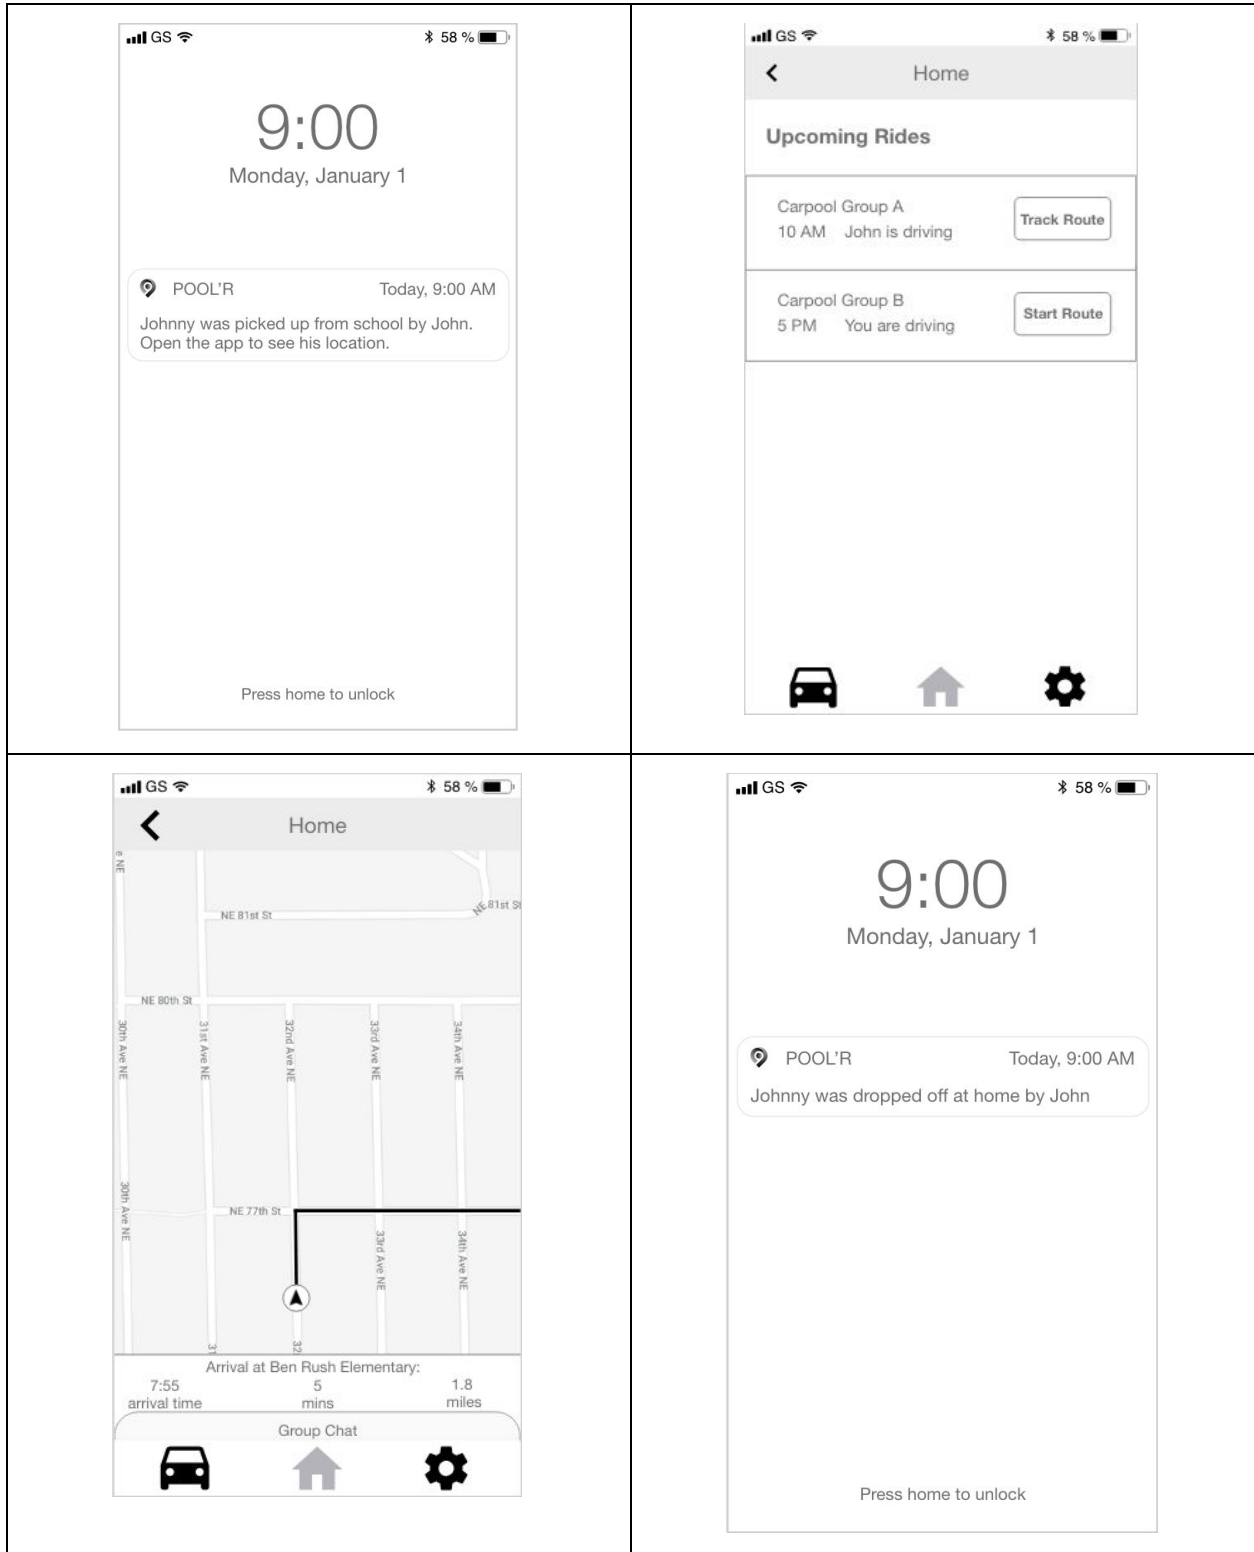 GS 58 %
9:00
Monday, January 1
POOL'R Today, 9:00 AM
Johnny was picked up from school by John.
Open the app to see his location.
Press home to unlock
GS 58 %
Home
Upcoming Rides
Carpool Group A
10 AM John is driving
Track Route
Carpool Group B
5 PM You are driving
Start Route
GS 58 %
Home
e NE
NE 81st St
NE 81st St
NE 80th St
30th Ave NE
31st Ave NE
32nd Ave NE
33rd Ave NE
34th Ave NE
30th Ave NE
NE 77th St
33rd Ave NE
34th Ave NE
31
32
Arrival at Ben Rush Elementary:
7:55 5 1.8
arrival time mins miles
Group Chat
GS 58 %
9:00
Monday, January 1
POOL'R Today, 9:00 AM
Johnny was dropped off at home by John
Press home to unlock